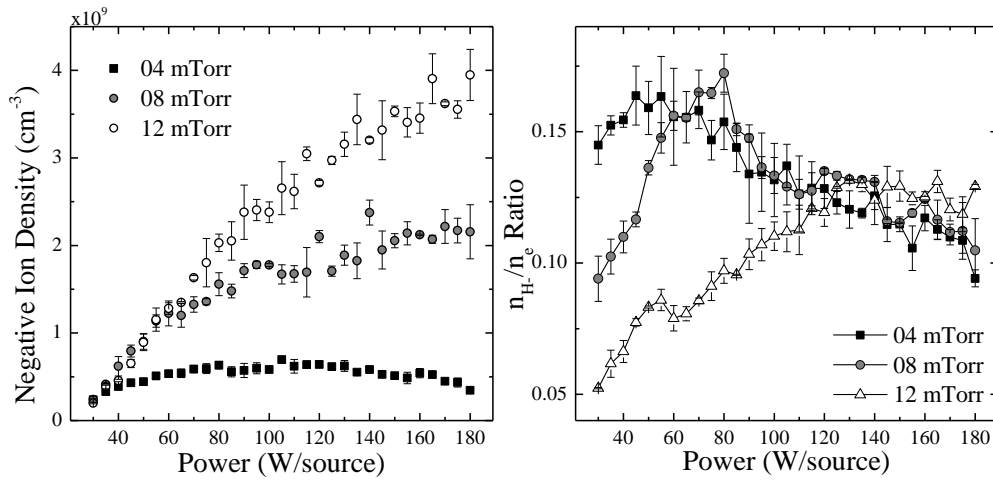 x10⁹
4
3
2
1
0
Negative Ion Density (cm⁻³)
04 mTorr
08 mTorr
12 mTorr
40 60 80 100 120 140 160 180
Power (W/source)
0.15
0.10
0.05
n_H-/n_e Ratio
04 mTorr
08 mTorr
12 mTorr
40 60 80 100 120 140 160 180
Power (W/source)